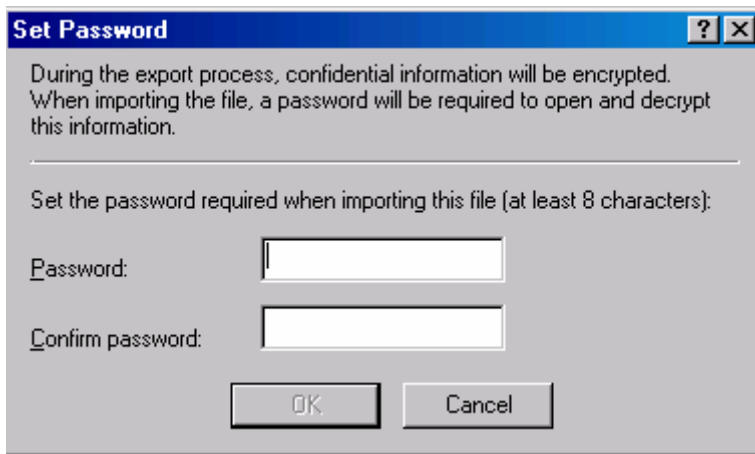 Set Password
During the export process, confidential information will be encrypted.
When importing the file, a password will be required to open and decrypt
this information.
Set the password required when importing this file (at least 8 characters):
Password:
Confirm password:
OK
Cancel